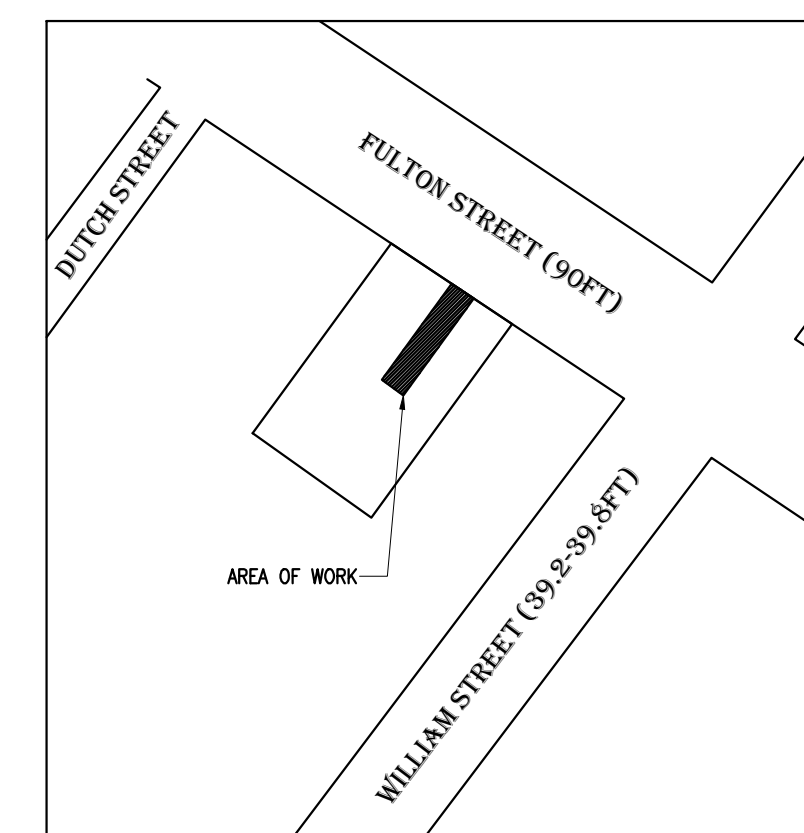 DUTCH STREET
FULTON STREET (90FT)
AREA OF WORK
WILLIAM STREET (39.2-39.8FT)